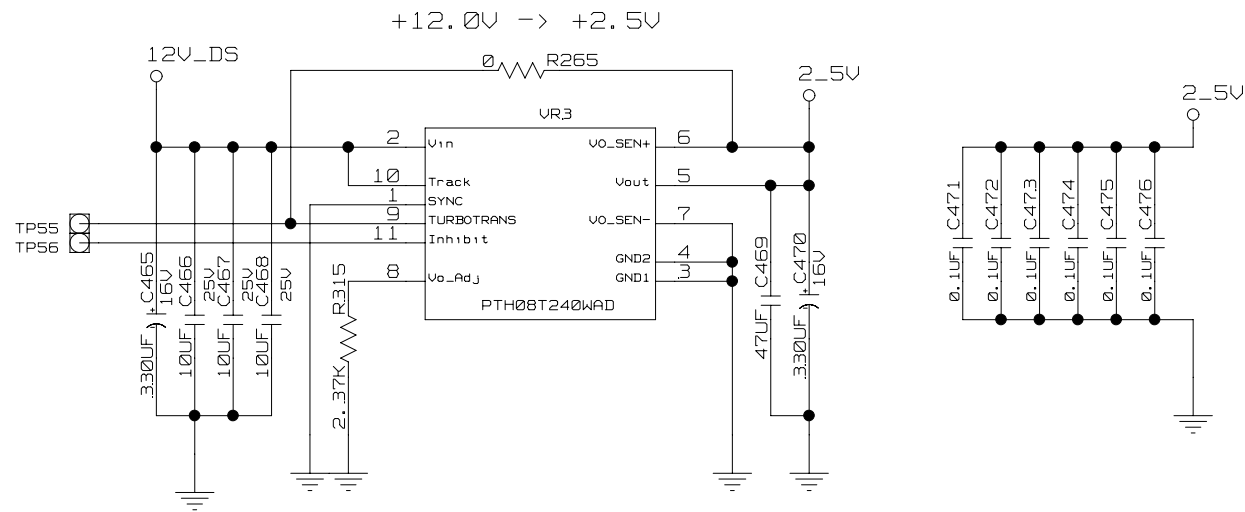 +12.0V -> +2.5V
12V_DS
0 R265
2_5V
2_5V
VR3
2 Vin
VO_SEN+ 6
10 Track
Vout 5
1 SYNC
9 TURBOTRANS
VO_SEN- 7
11 Inhibit
GND2 4
8 Vo_Adj
GND1 3
PTH08T240WAD
TP55
TP56
330UF C465 16V
10UF C466 25V
10UF C467 25V
10UF C468 25V
2.37K R315
47UF C469
330UF C470 16V
0.1UF C471
0.1UF C472
0.1UF C473
0.1UF C474
0.1UF C475
0.1UF C476